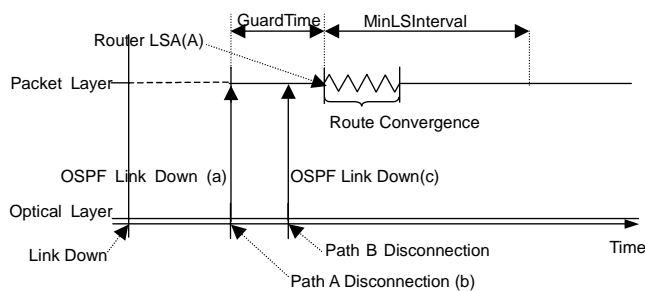 GuardTime MinLSInterval
Router LSA(A)
Packet Layer
Route Convergence
OSPF Link Down (a) OSPF Link Down(c)
Optical Layer
Time
Link Down Path B Disconnection
Path A Disconnection (b)